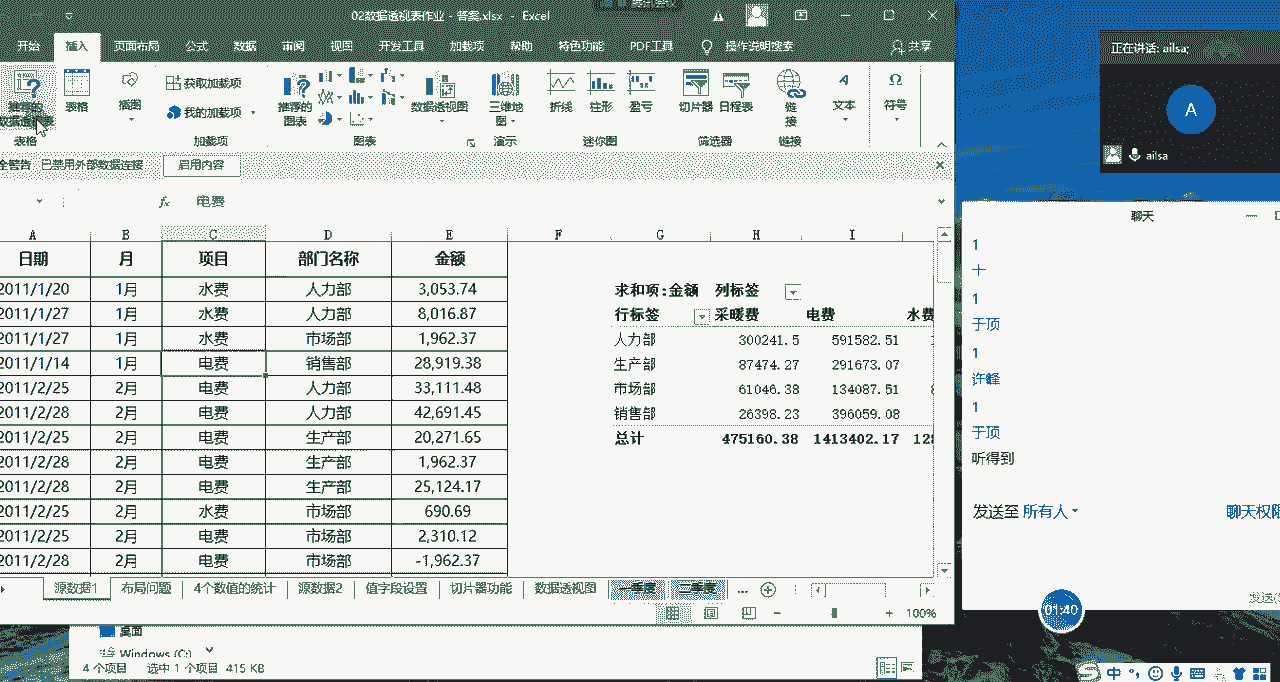 02数据透视表作业 - 答案.xlsx - Excel
开始 插入 页面布局 公式 数据 审阅 视图 开发工具 加载项 帮助 特色功能 PDF工具 操作说明搜索 共享
推荐的
数据透视表
表格
插图
获取加载项
我的加载项
推荐的
图表
数据透视图
三维地
图
折线
柱形
盈亏
切片器
日程表
链
接
文本
符号
表格 加载项 图表 演示 迷你图 筛选器 链接
全警告 已禁用外部数据连接 启用内容
fx 电费
A B C D E F G H I
日期 月 项目 部门名称 金额
2011/1/20 1月 水费 人力部 3,053.74
2011/1/27 1月 水费 人力部 8,016.87
2011/1/27 1月 水费 市场部 1,962.37
2011/1/14 1月 电费 销售部 28,919.38
2011/2/25 2月 电费 人力部 33,111.48
2011/2/28 2月 电费 人力部 42,691.45
2011/2/25 2月 电费 生产部 20,271.65
2011/2/28 2月 电费 生产部 1,962.37
2011/2/28 2月 电费 生产部 25,124.17
2011/2/25 2月 水费 市场部 690.69
2011/2/25 2月 电费 市场部 2,310.12
2011/2/28 2月 电费 市场部 -1,962.37
求和项:金额 列标签
行标签 采暖费 电费 水费
人力部 300241.5 591582.51
生产部 87474.27 291673.07
市场部 61046.38 134087.51
销售部 26398.23 396059.08
总计 475160.38 1413402.17 128
源数据1 布局问题 4个数值的统计 源数据2 值字段设置 切片器功能 数据透视图 一季度 二季度 ...
100%
桌面
Windows (C:)
4 个项目 选中 1 个项目 415 KB
正在讲话: ailsa;
A
ailsa
聊天
1
十
1
于顶
1
许峰
1
于顶
听得到
发送至 所有人
聊天权限
发送(S
01:40
中